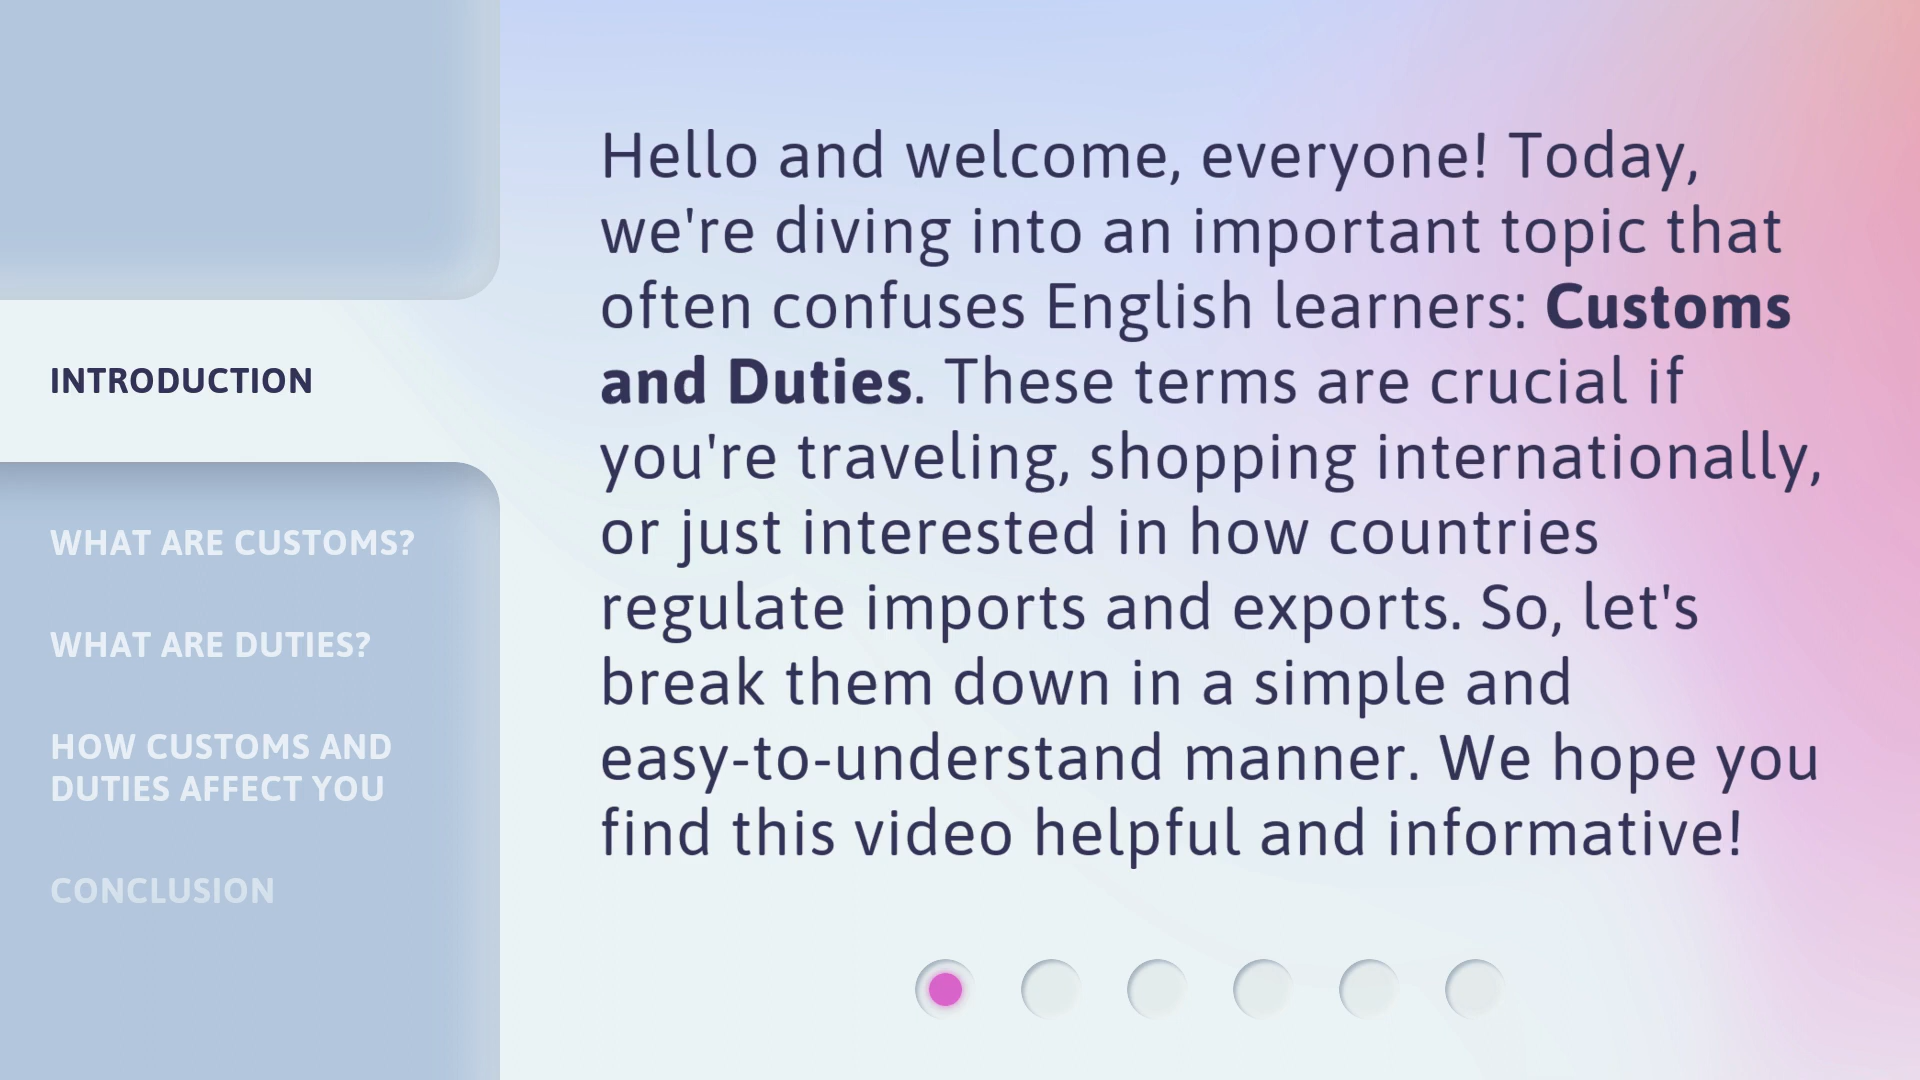 INTRODUCTION
WHAT ARE CUSTOMS?
WHAT ARE DUTIES?
HOW CUSTOMS AND
DUTIES AFFECT YOU
CONCLUSION
Hello and welcome, everyone! Today,
we're diving into an important topic that
often confuses English learners: Customs
and Duties. These terms are crucial if
you're traveling, shopping internationally,
or just interested in how countries
regulate imports and exports. So, let's
break them down in a simple and
easy-to-understand manner. We hope you
find this video helpful and informative!